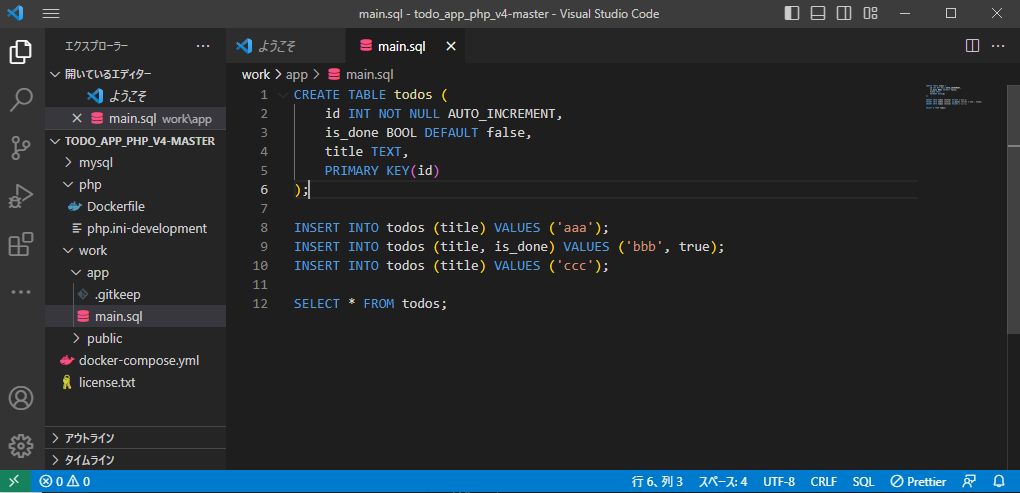 main.sql - todo_app_php_v4-master - Visual Studio Code
エクスプローラー
開いているエディター
ようこそ
main.sql work\app
TODO_APP_PHP_V4-MASTER
mysql
php
Dockerfile
php.ini-development
work
app
.gitkeep
main.sql
public
docker-compose.yml
license.txt
アウトライン
タイムライン
ようこそ
main.sql
work > app > main.sql
1 CREATE TABLE todos (
2 id INT NOT NULL AUTO_INCREMENT,
3 is_done BOOL DEFAULT false,
4 title TEXT,
5 PRIMARY KEY(id)
6 );
7
8 INSERT INTO todos (title) VALUES ('aaa');
9 INSERT INTO todos (title, is_done) VALUES ('bbb', true);
10 INSERT INTO todos (title) VALUES ('ccc');
11
12 SELECT * FROM todos;
0 0 行 6、列 3 スペース: 4 UTF-8 CRLF SQL Prettier